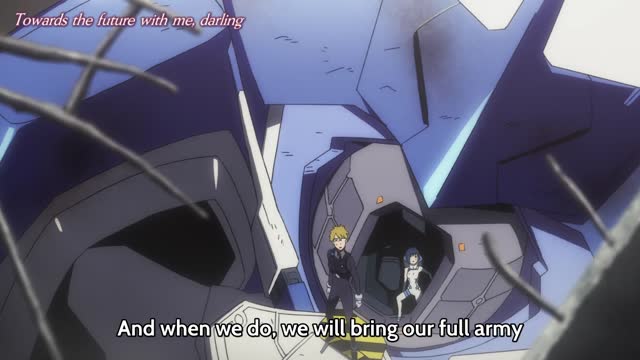 Towards the future with me, darling
And when we do, we will bring our full army